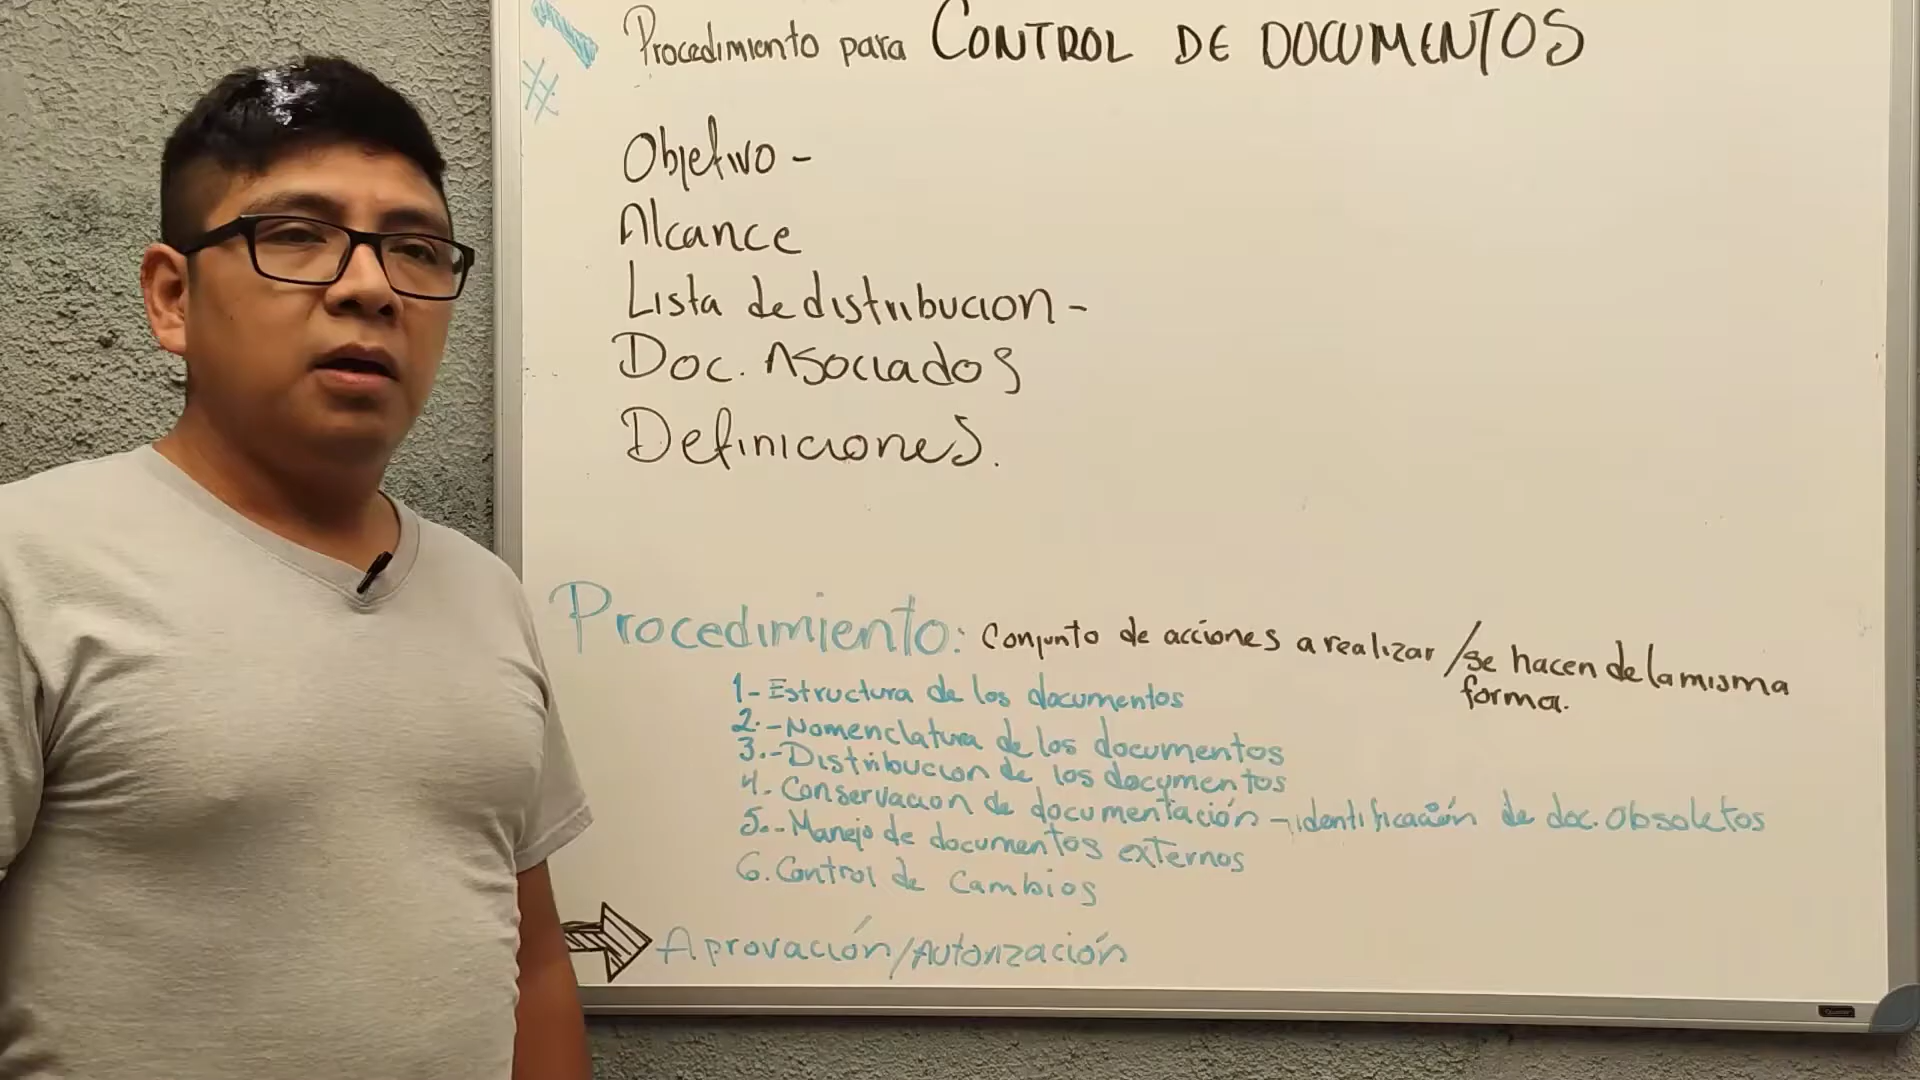 Procedimiento para CONTROL DE DOCUMENTOS
#
Objetivo -
Alcance
Lista de distribucion -
Doc. Asociados
Definiciones.
Procedimiento: Conjunto de acciones a realizar / se hacen de la misma
forma.
1- Estructura de los documentos
2.- Nomenclatura de los documentos
3.- Distribucion de los documentos
4. Conservacion de documentación - identificación de doc. obsoletos
5.- Manejo de documentos externos
6. Control de Cambios
Aprovación/Autorización